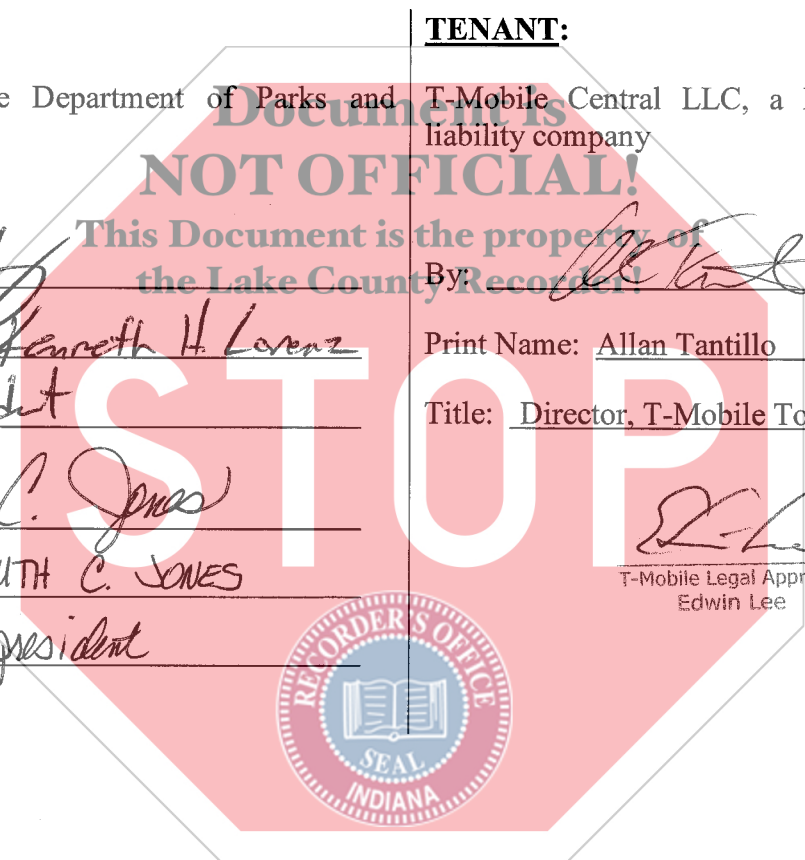 TENANT:
e Department of Parks and
T-Mobile Central LLC, a
liability company
Document is
NOT OFFICIAL!
This Document is the property of
the Lake County Recorder!
By:
Kenneth H. Lorenz
Print Name: Allan Tantillo
Title: Director, T-Mobile To
STOP
C. Jones
UTH C. JONES
president
T-Mobile Legal Appr
Edwin Lee
RECORDER'S OFFICE
SEAL
INDIANA